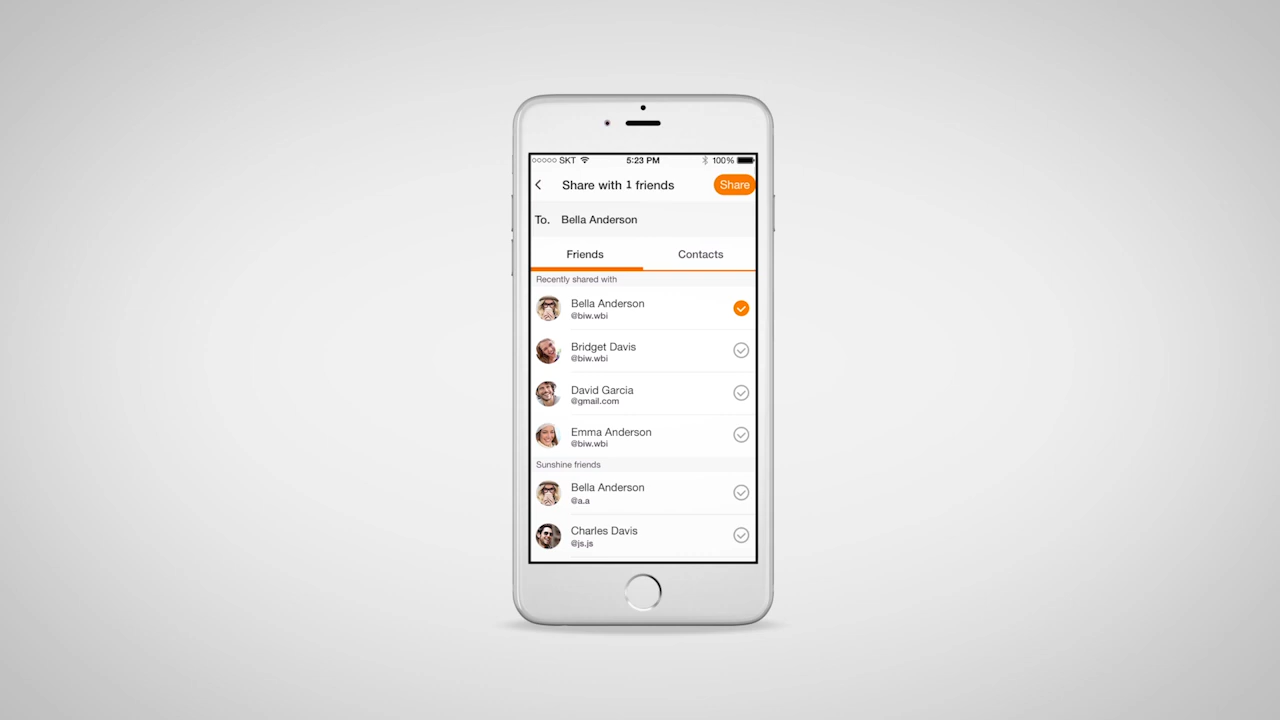 SKT 5:23 PM 100%
Share with 1 friends Share
To. Bella Anderson
Friends Contacts
Recently shared with
Bella Anderson
@biw.wbi
Bridget Davis
@biw.wbi
David Garcia
@gmail.com
Emma Anderson
@biw.wbi
Sunshine friends
Bella Anderson
@a.a
Charles Davis
@js.js